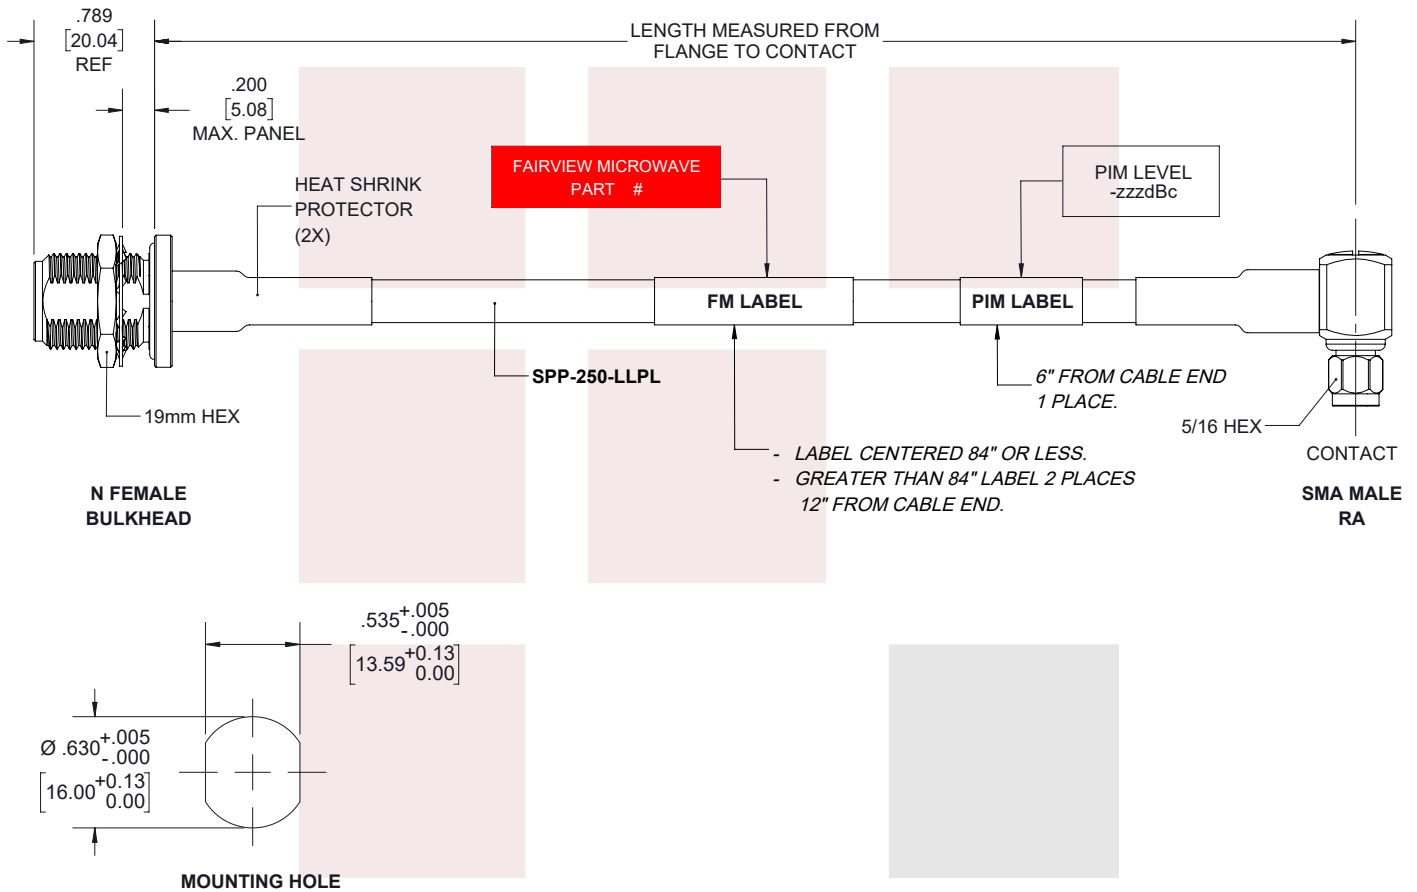 .789
[20.04]
REF
LENGTH MEASURED FROM
FLANGE TO CONTACT
.200
[5.08]
MAX. PANEL
HEAT SHRINK
PROTECTOR
(2X)
FAIRVIEW MICROWAVE
PART #
PIM LEVEL
-zzzdBc
FM LABEL
PIM LABEL
SPP-250-LLPL
6" FROM CABLE END
1 PLACE.
19mm HEX
5/16 HEX
- LABEL CENTERED 84" OR LESS.
- GREATER THAN 84" LABEL 2 PLACES
12" FROM CABLE END.
CONTACT
N FEMALE
BULKHEAD
SMA MALE
RA
.535 +.005
-.000
[13.59 +0.13
0.00]
Ø .630 +.005
-.000
[16.00 +0.13
0.00]
MOUNTING HOLE